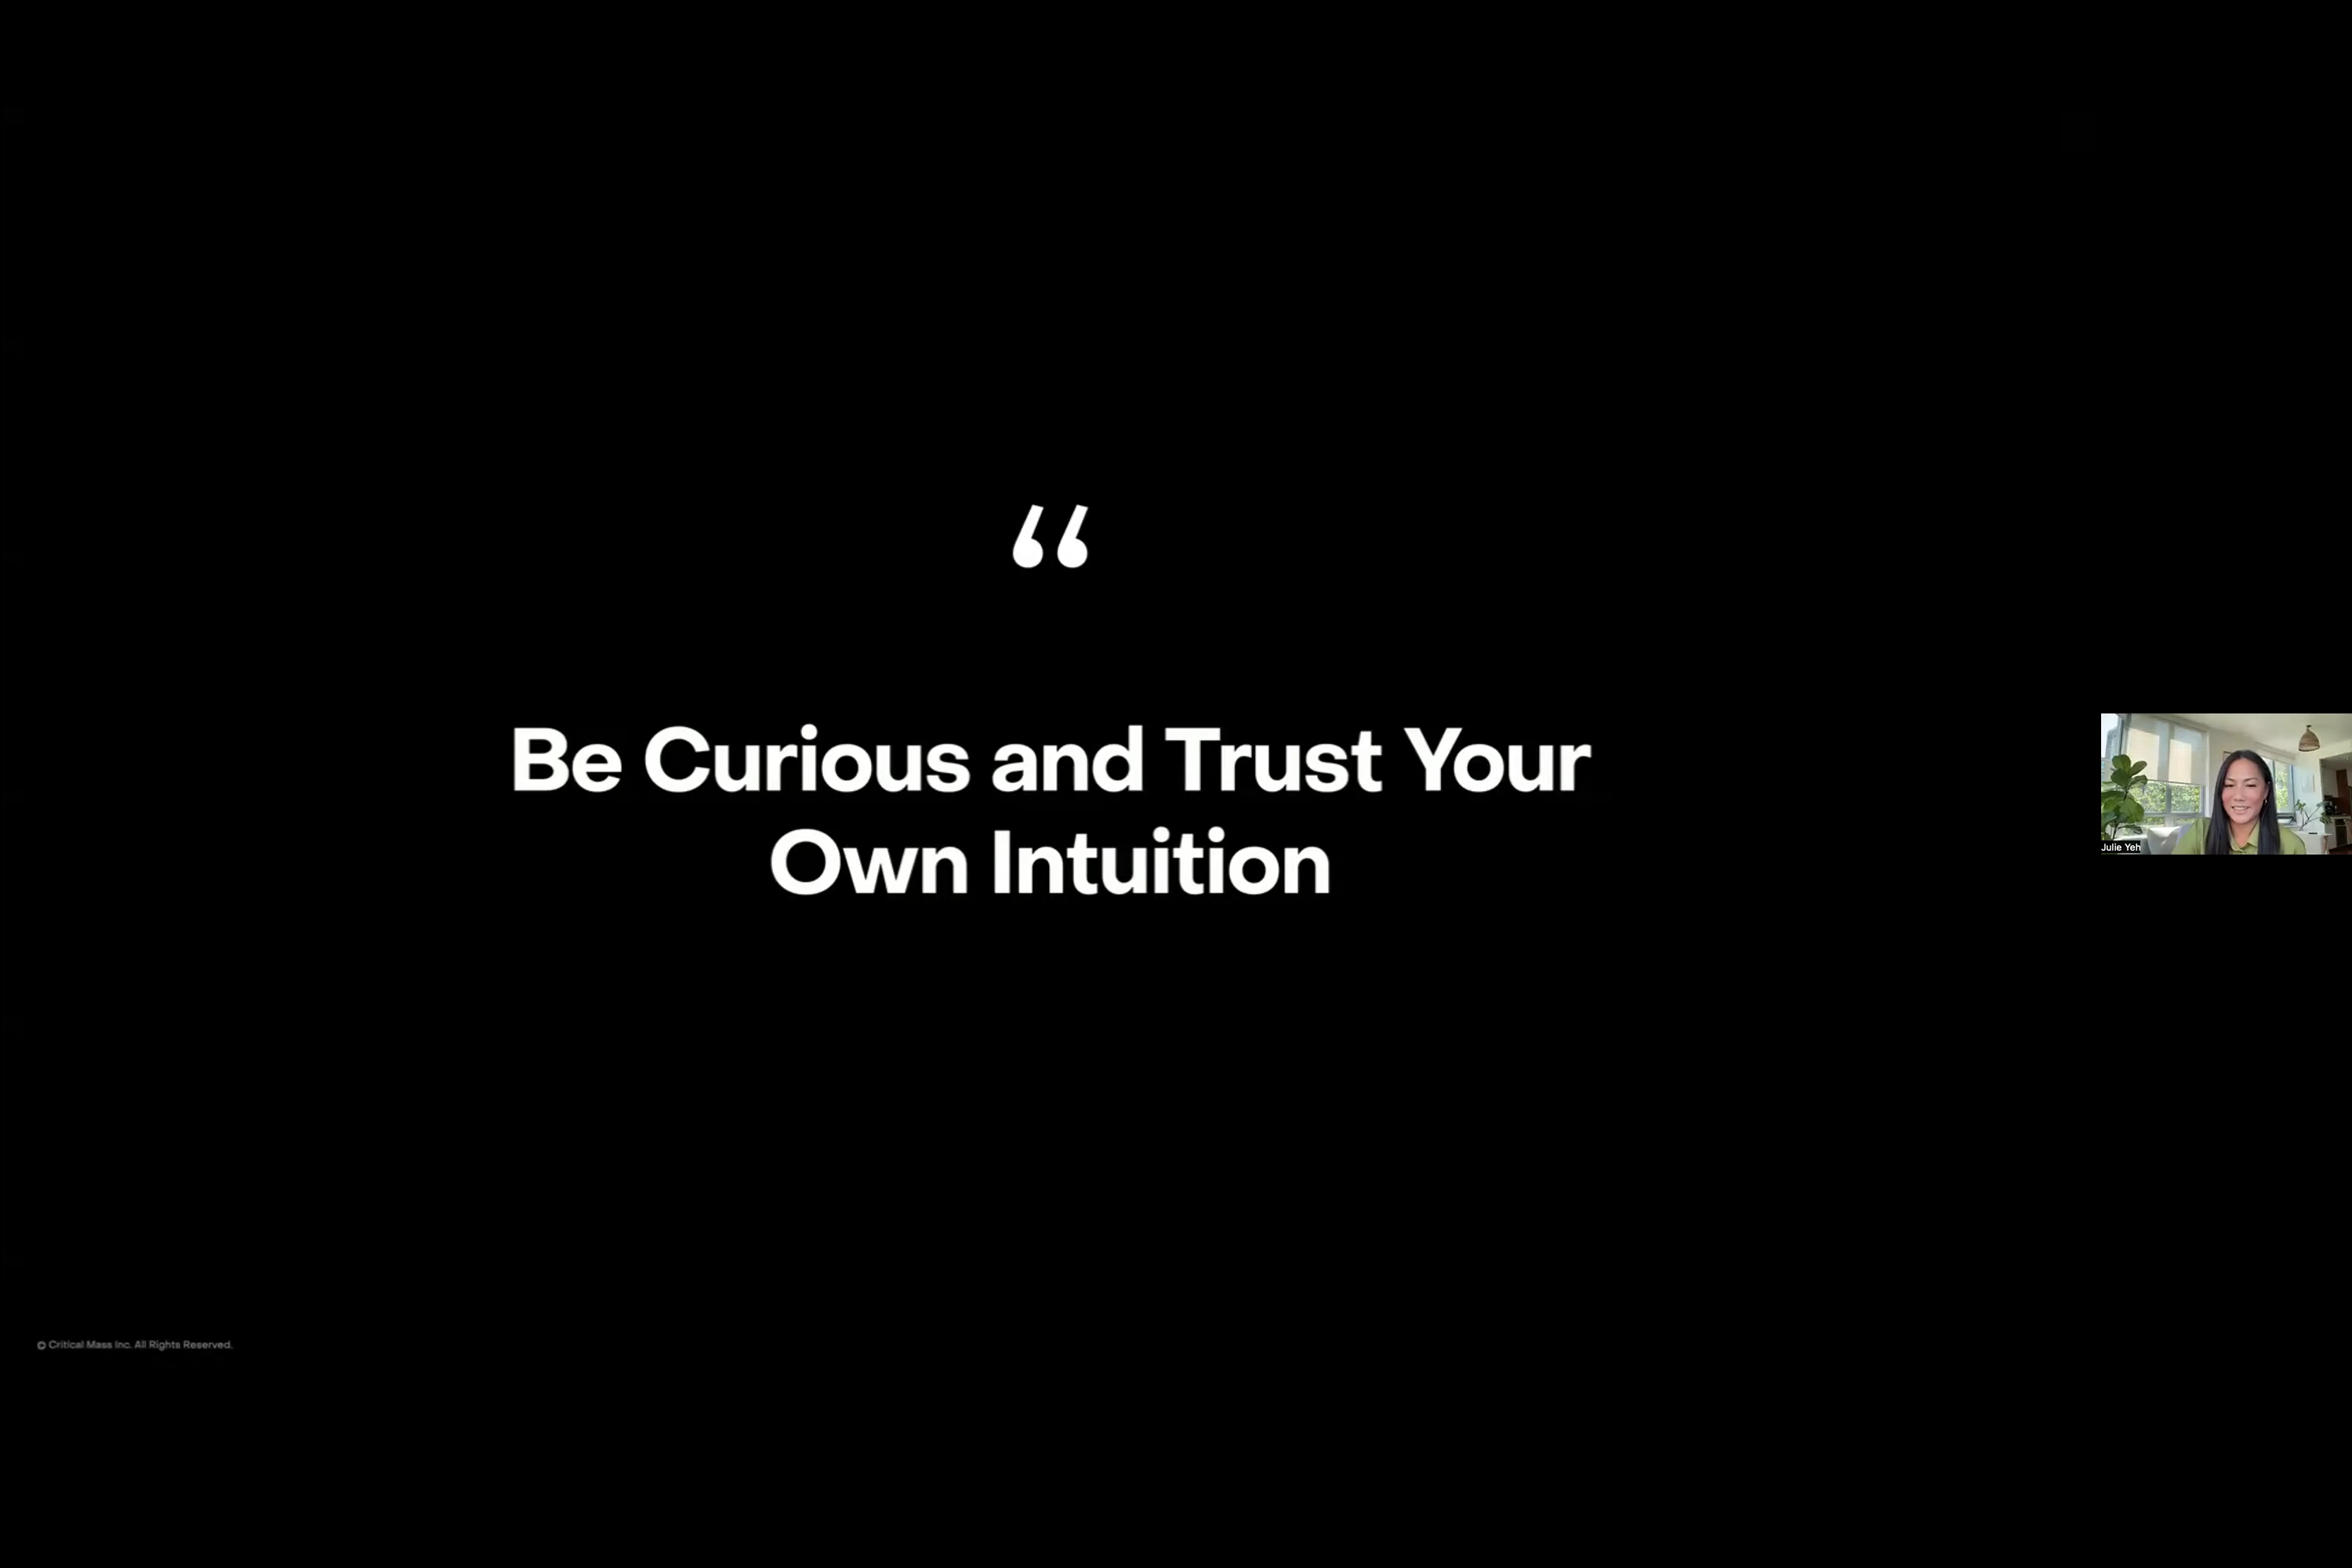 “
Be Curious and Trust Your
Own Intuition
Julie Yeh
© Critical Mass Inc. All Rights Reserved.